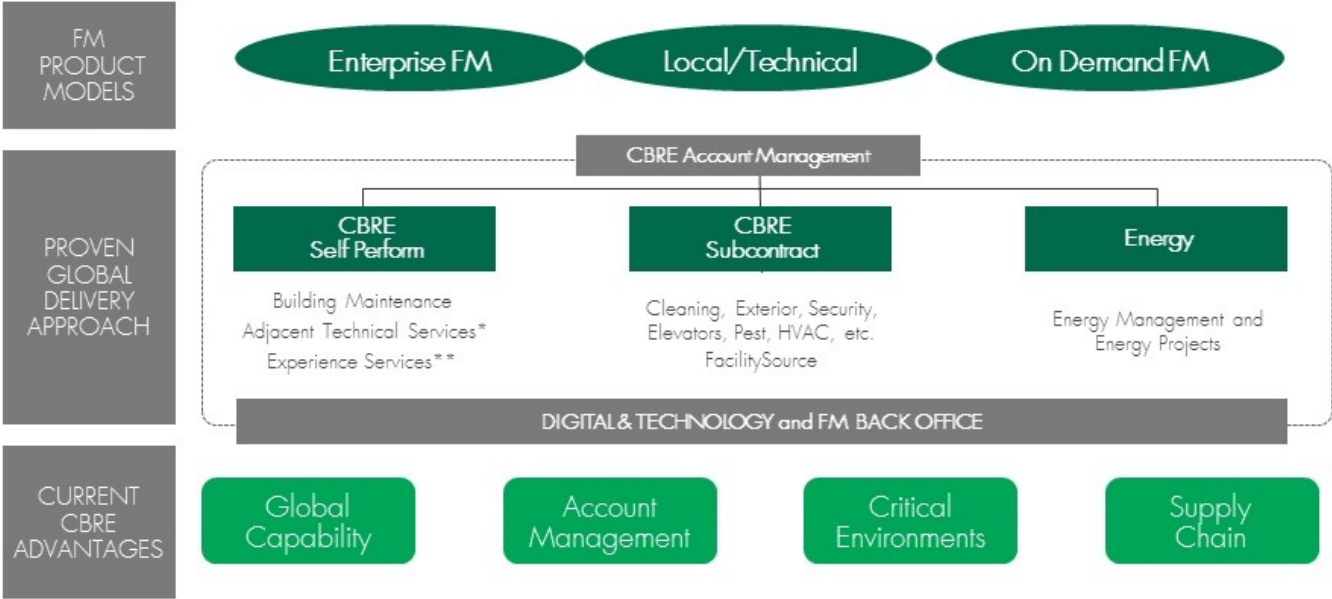 FM
PRODUCT
MODELS
Enterprise FM
Local/Technical
On Demand FM
PROVEN
GLOBAL
DELIVERY
APPROACH
CBRE Account Management
CBRE
Self Perform
Building Maintenance
Adjacent Technical Services*
Experience Services**
CBRE
Subcontract
Cleaning, Exterior, Security,
Elevators, Pest, HVAC, etc.
FacilitySource
Energy
Energy Management and
Energy Projects
DIGITAL & TECHNOLOGY and FM BACK OFFICE
CURRENT
CBRE
ADVANTAGES
Global
Capability
Account
Management
Critical
Environments
Supply
Chain